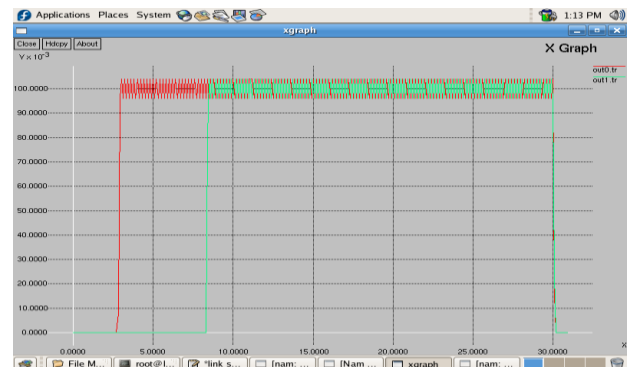 Applications Places System 1:13 PM
xgraph
Close Hdcpy About
X Graph
Y x 10-3
out0.tr
out1.tr
100.0000
90.0000
80.0000
70.0000
60.0000
50.0000
40.0000
30.0000
20.0000
10.0000
0.0000
X
0.0000 5.0000 10.0000 15.0000 20.0000 25.0000 30.0000
File M... root@l... *link s... [nam: ... [Nam ... xgraph [nam: ...